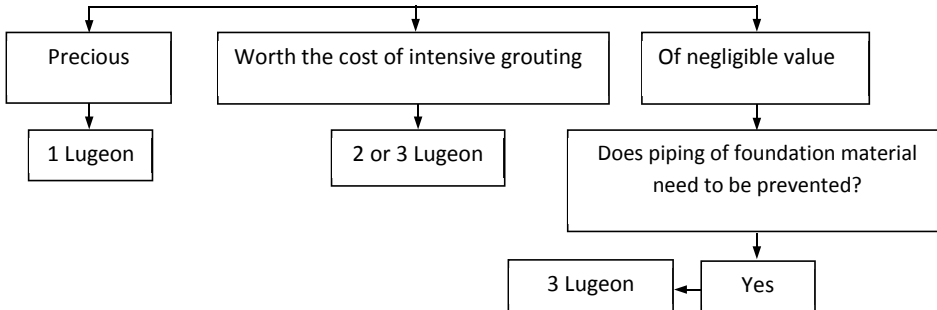 Precious
Worth the cost of intensive grouting
Of negligible value
1 Lugeon
2 or 3 Lugeon
Does piping of foundation material
need to be prevented?
3 Lugeon
Yes